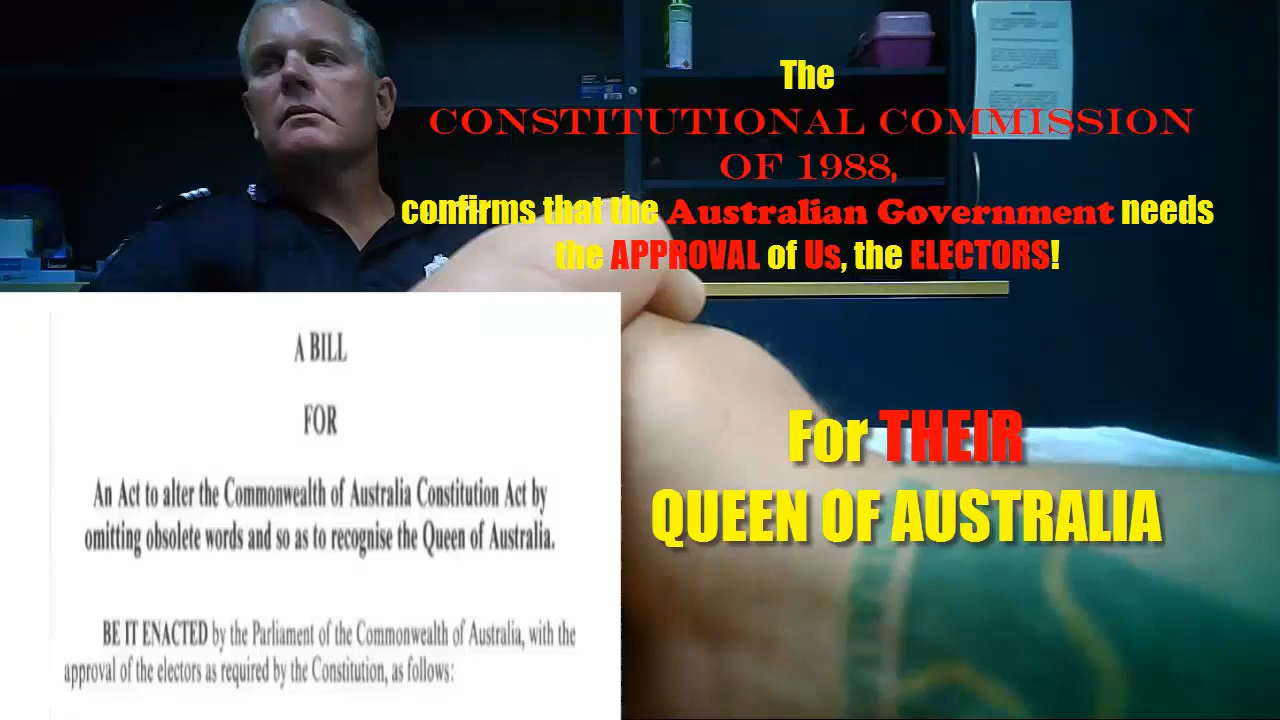 The
CONSTITUTIONAL COMMISSION
OF 1988,
confirms that the Australian Government needs
the APPROVAL of Us, the ELECTORS!
A BILL
FOR
An Act to alter the Commonwealth of Australia Constitution Act by
omitting obsolete words and so as to recognise the Queen of Australia.
BE IT ENACTED by the Parliament of the Commonwealth of Australia, with the
approval of the electors as required by the Constitution, as follows:
For THEIR
QUEEN OF AUSTRALIA